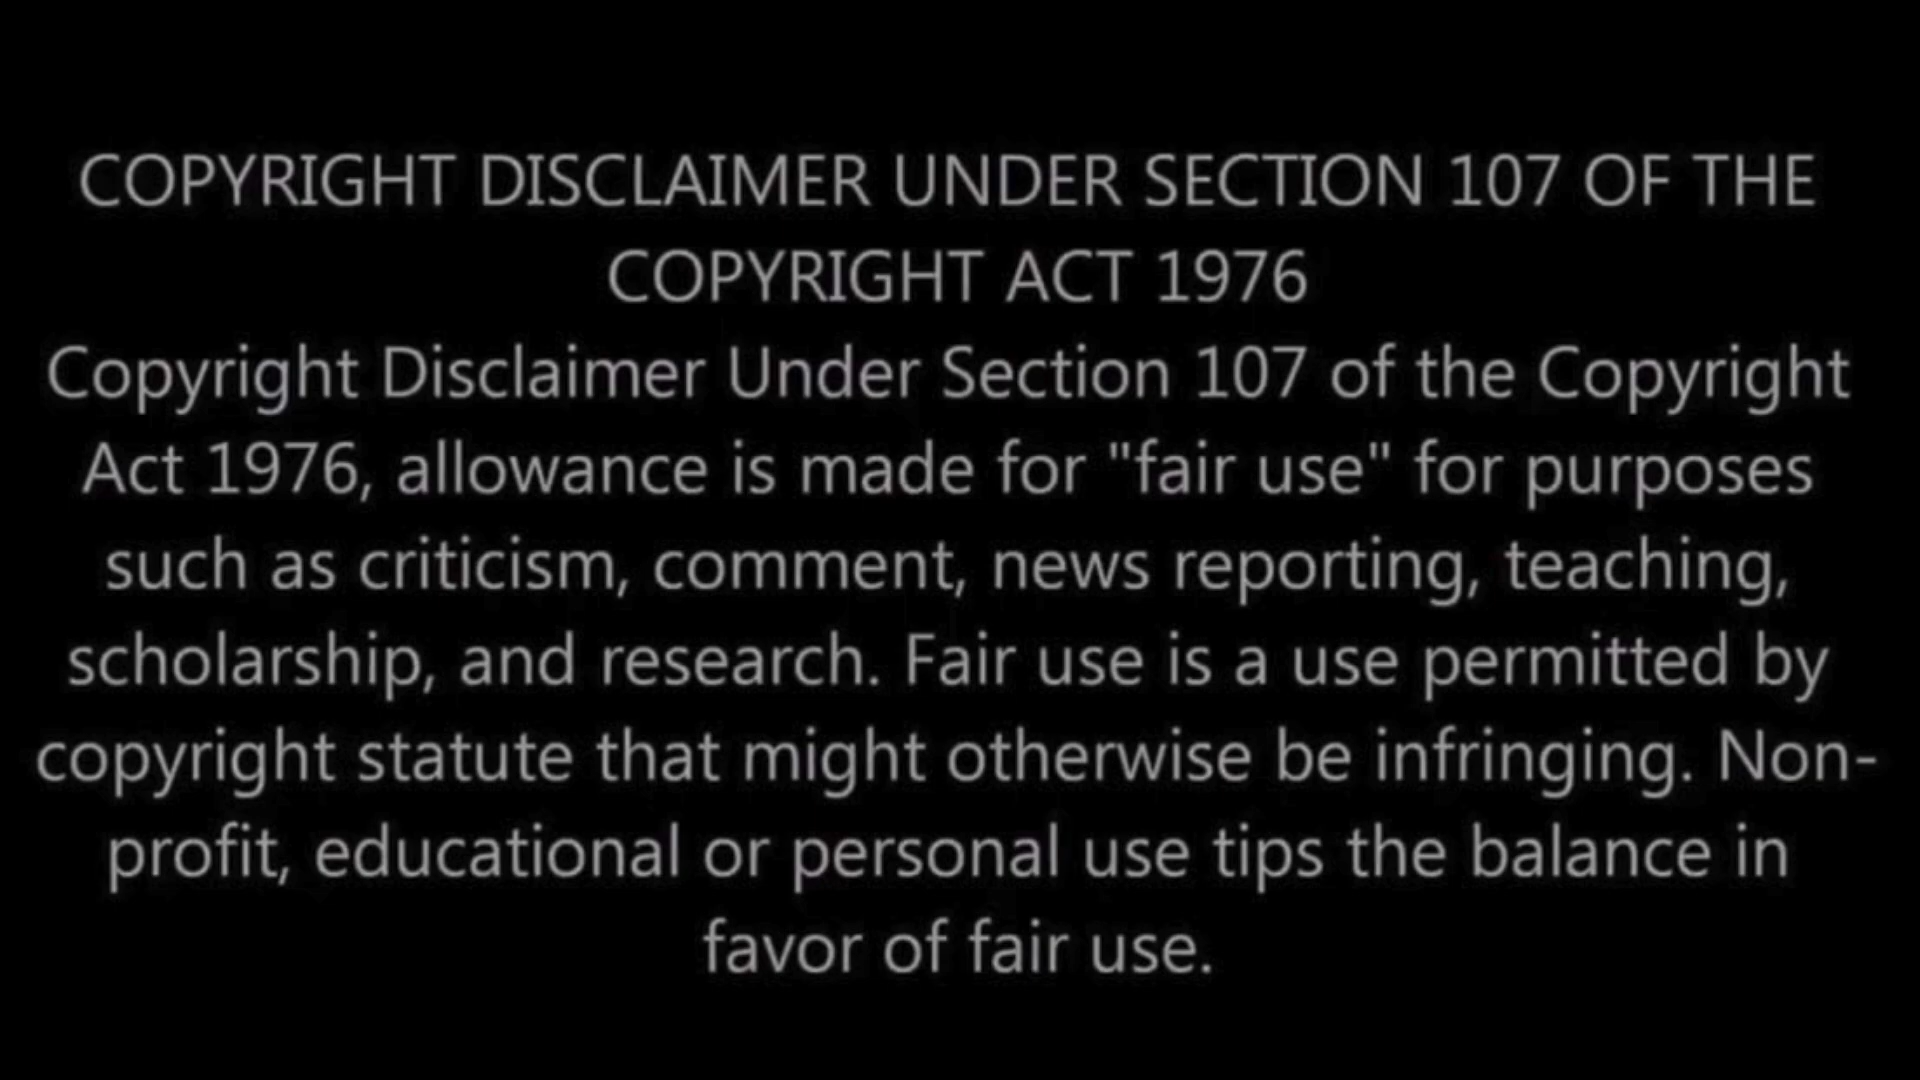 COPYRIGHT DISCLAIMER UNDER SECTION 107 OF THE
COPYRIGHT ACT 1976
Copyright Disclaimer Under Section 107 of the Copyright
Act 1976, allowance is made for "fair use" for purposes
such as criticism, comment, news reporting, teaching,
scholarship, and research. Fair use is a use permitted by
copyright statute that might otherwise be infringing. Non-
profit, educational or personal use tips the balance in
favor of fair use.